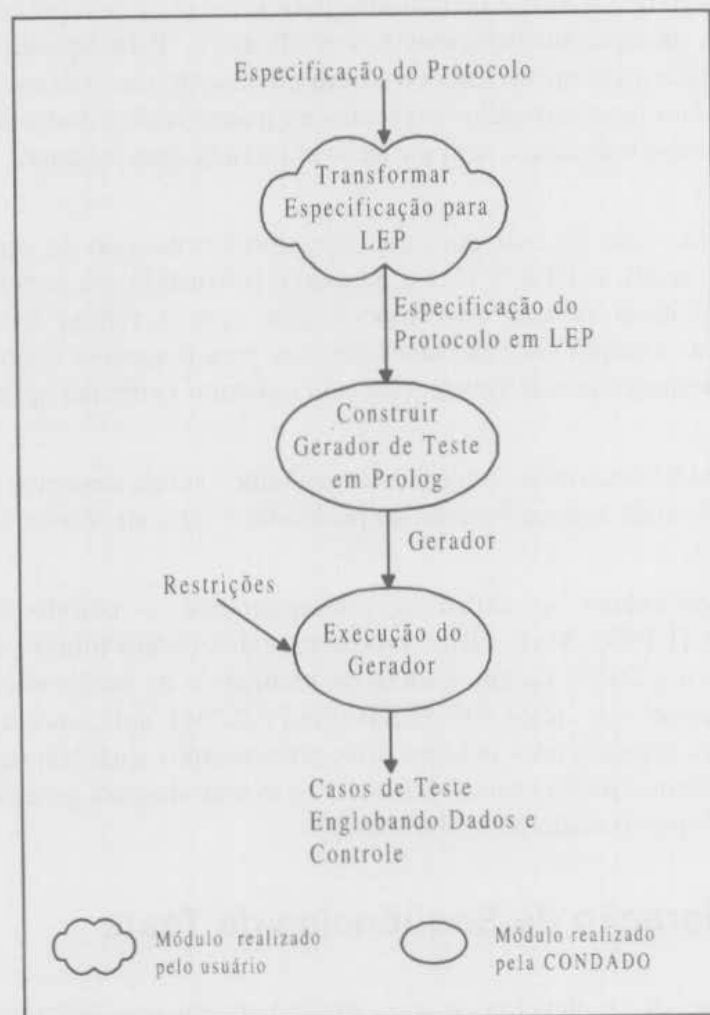 Especificação do Protocolo
Transformar
Especificação para
LEP
Especificação do
Protocolo em LEP
Construir
Gerador de Teste
em Prolog
Gerador
Restrições
Execução do
Gerador
Casos de Teste
Englobando Dados e
Controle
Módulo realizado
pelo usuário
Módulo realizado
pela CONDADO